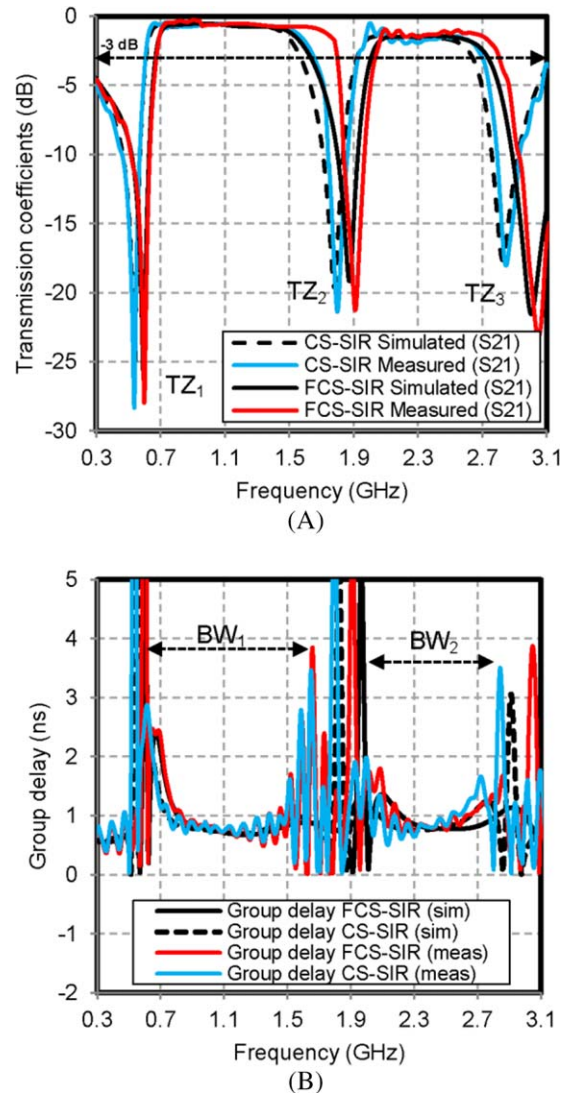 0
-5
-10
-15
-20
-25
-30
Transmission coefficients (dB)
-3 dB
TZ1
TZ2
TZ3
CS-SIR Simulated (S21)
CS-SIR Measured (S21)
FCS-SIR Simulated (S21)
FCS-SIR Measured (S21)
0.3 0.7 1.1 1.5 1.9 2.3 2.7 3.1
Frequency (GHz)
(A)
5
4
3
2
1
0
-1
-2
Group delay (ns)
BW1
BW2
Group delay FCS-SIR (sim)
Group delay CS-SIR (sim)
Group delay FCS-SIR (meas)
Group delay CS-SIR (meas)
0.3 0.7 1.1 1.5 1.9 2.3 2.7 3.1
Frequency (GHz)
(B)